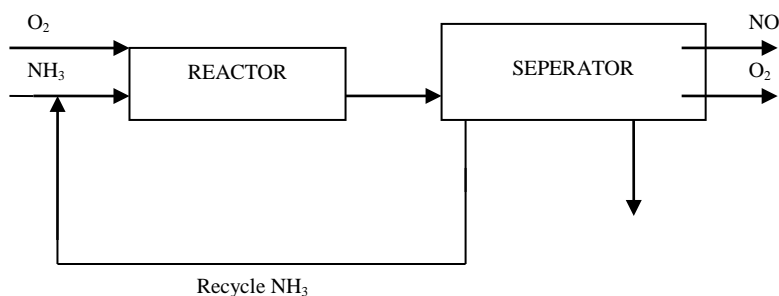 O₂
NO
NH₃
REACTOR
SEPERATOR
O₂
Recycle NH₃